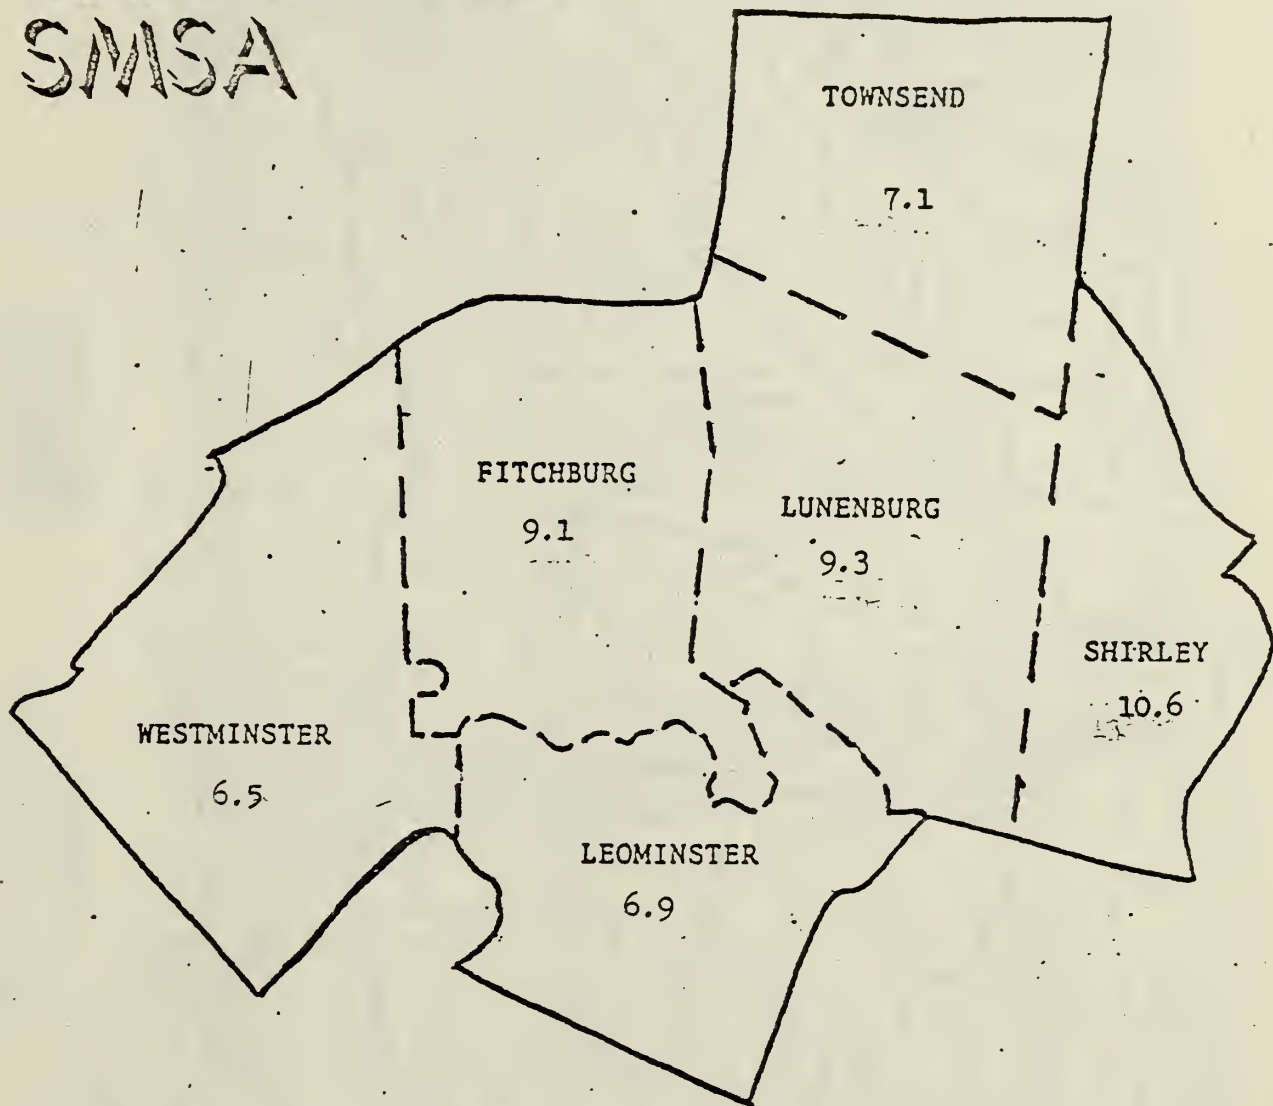 SMSA
TOWNSEND
7.1
FITCHBURG
9.1
LUNENBURG
9.3
SHIRLEY
10.6
WESTMINSTER
6.5
LEOMINSTER
6.9